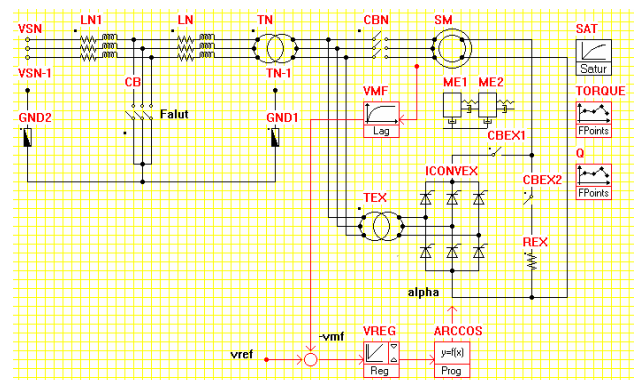 VSN LN1 LN TN CBN SM SAT
Satur
VSN-1 CB TN-1 VMF ME1 ME2 TORQUE
GND2 Falut GND1 Lag FPoints
CBEX1
ICONVEX Q
TEX CBEX2 FPoints
REX
alpha
-vmf VREG ARCCOS
vref y=f(x)
Reg Prog